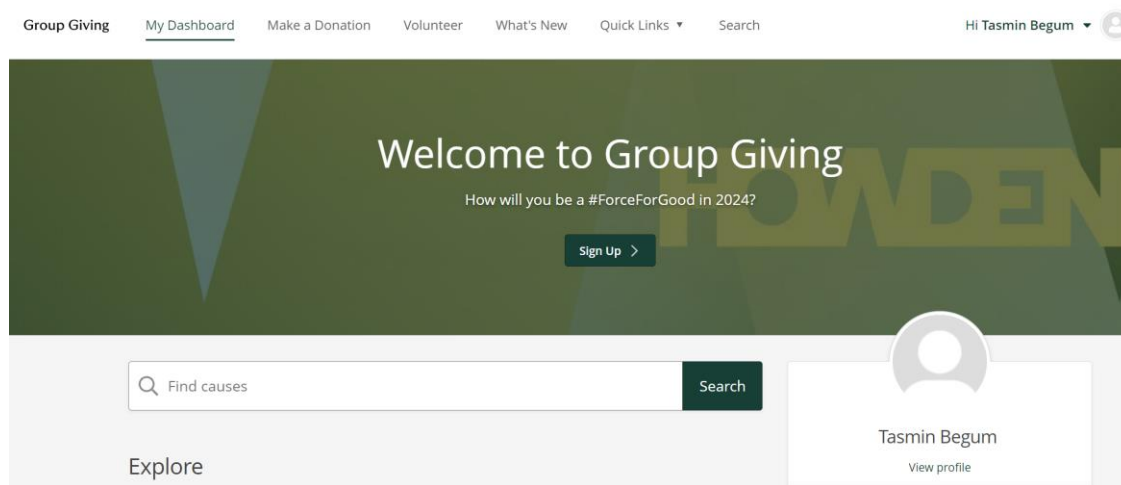 Group Giving My Dashboard Make a Donation Volunteer What's New Quick Links ▼ Search Hi Tasmin Begum ▼
HOWDEN
Welcome to Group Giving
How will you be a #ForceForGood in 2024?
Sign Up >
Find causes Search
Tasmin Begum
Explore
View profile